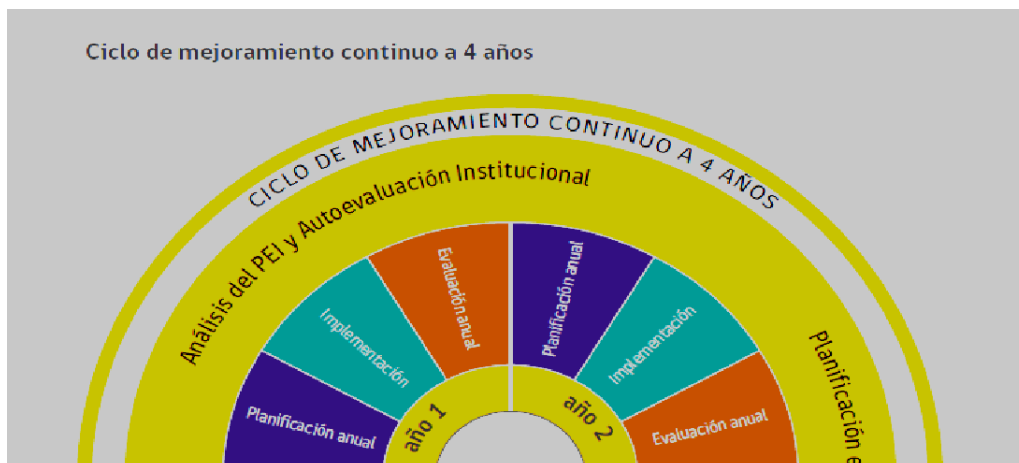 Ciclo de mejoramiento continuo a 4 años
CICLO DE MEJORAMIENTO CONTINUO A 4 AÑOS
Análisis del PEI y Autoevaluación Institucional
Planificación e
Planificación anual
Implementación
Evaluación anual
Planificación anual
Implementación
Evaluación anual
año 1
año 2